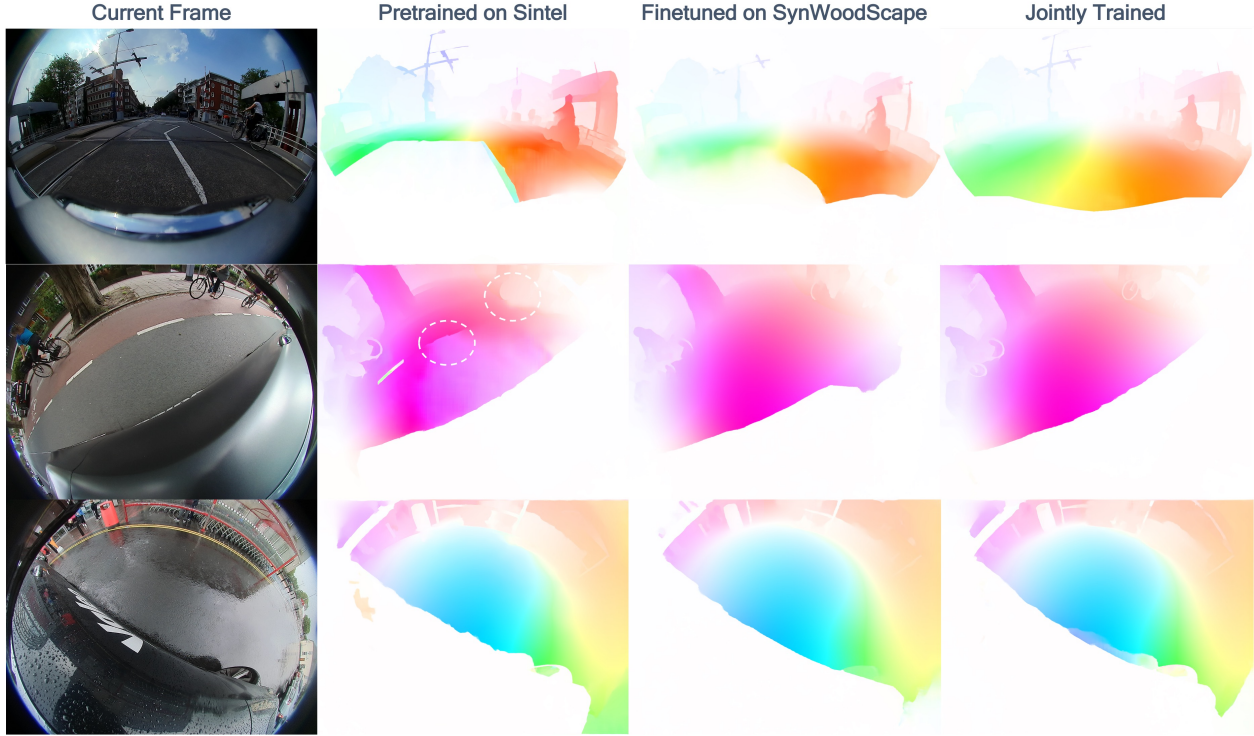 Current Frame
Pretrained on Sintel
Finetuned on SynWoodScape
Jointly Trained